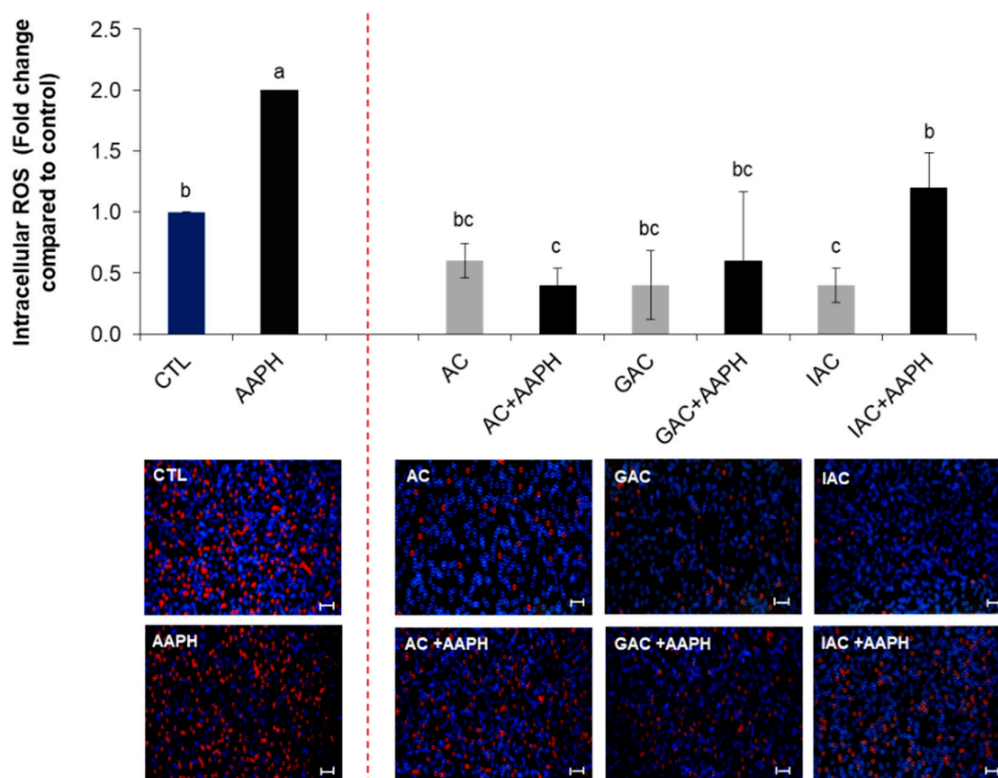 Intracellular ROS (Fold change
compared to control)
2.5
2.0
1.5
1.0
0.5
0.0
b
a
bc
c
bc
bc
c
b
CTL
AAPH
AC
AC+AAPH
GAC
GAC+AAPH
IAC
IAC+AAPH
CTL
AC
GAC
IAC
AAPH
AC +AAPH
GAC +AAPH
IAC +AAPH